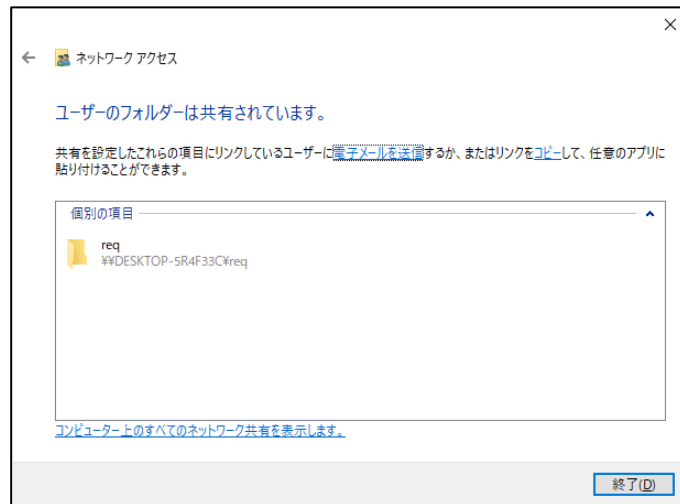 ネットワーク アクセス
ユーザーのフォルダーは共有されています。
共有を設定したこれらの項目にリンクしているユーザーに電子メールを送信するか、またはリンクをコピーして、任意のアプリに
貼り付けることができます。
個別の項目
req
¥¥DESKTOP-5R4F33C¥req
コンピューター上のすべてのネットワーク共有を表示します。
終了(D)